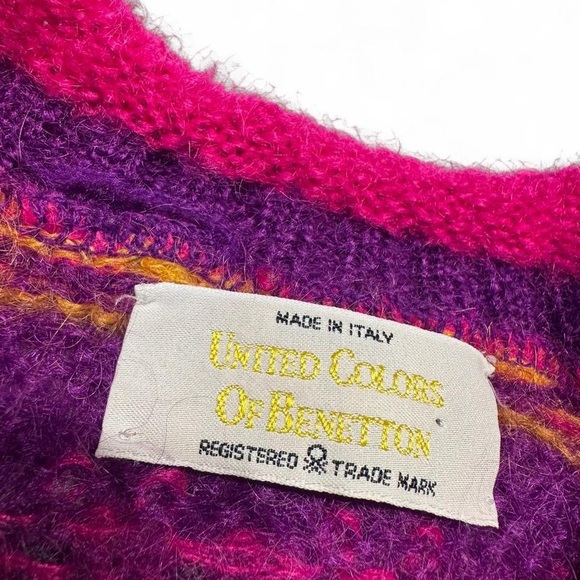 MADE IN ITALY
UNITED COLORS
OF BENETTON
REGISTERED TRADE MARK